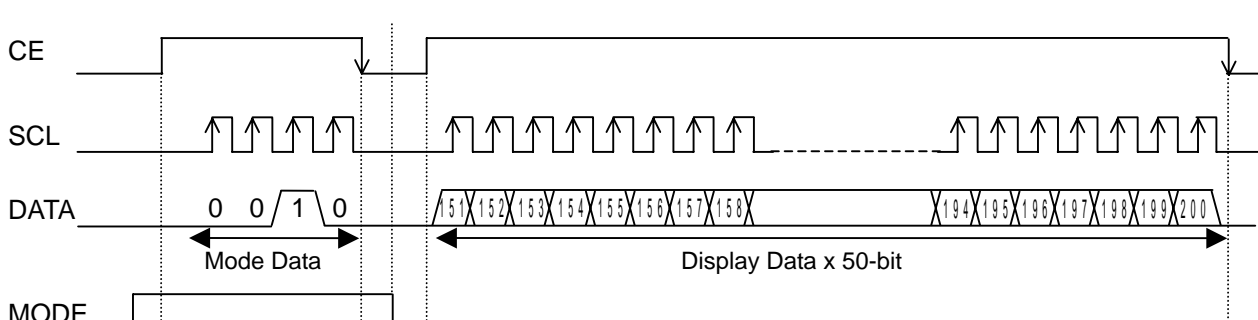 CE
SCL
DATA 0 0 1 0 151 152 153 154 155 156 157 158 194 195 196 197 198 199 200
Mode Data Display Data x 50-bit
MODE